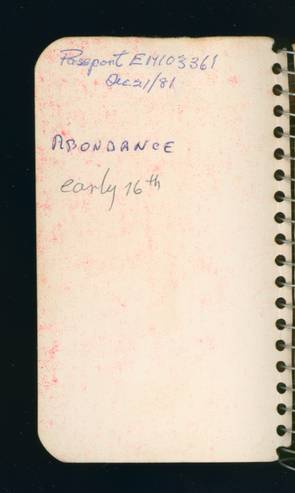 Passport EM103361
Dec 21/81
ABONDANCE
early 16th